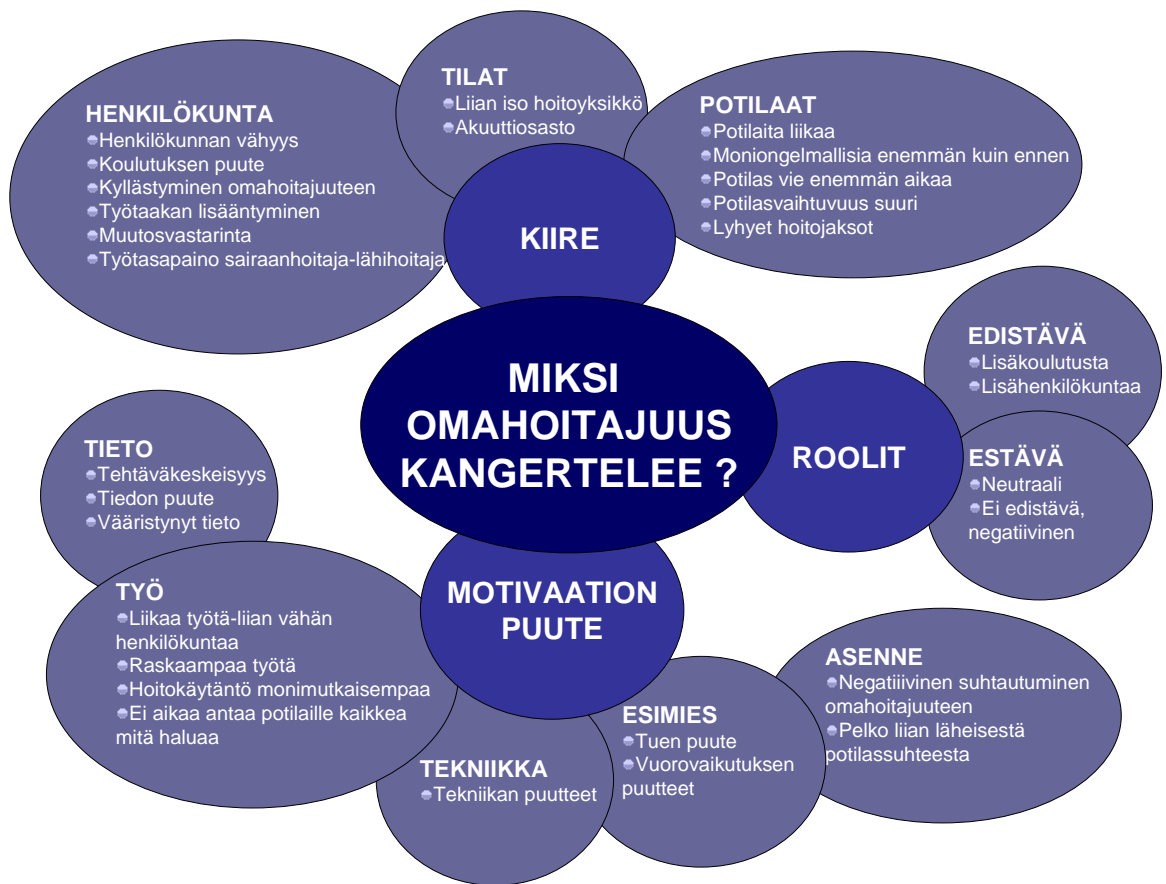 TILAT
Liian iso hoitoyksikkö
Akuuttiosasto
HENKILÖKUNTA
Henkilökunnan vähyys
Koulutuksen puute
Kyllästyminen omahoitajuuteen
Työtaakan lisääntyminen
Muutosvastarinta
Työtasapaino sairaanhoitaja-lähihoitaja
POTILAAT
Potilaita liikaa
Moniongelmallisia enemmän kuin ennen
Potilas vie enemmän aikaa
Potilasvaihtuvuus suuri
Lyhyet hoitojaksot
KIIRE
MIKSI
OMAHOITAJUUS
KANGERTELEE ?
EDISTÄVÄ
Lisäkoulutusta
Lisähenkilökuntaa
ROOLIT
ESTÄVÄ
Neutraali
Ei edistävä,
negatiivinen
TIETO
Tehtäväkeskeisyys
Tiedon puute
Vääristynyt tieto
MOTIVAATION
PUUTE
TYÖ
Liikaa työtä-liian vähän
henkilökuntaa
Raskaampaa työtä
Hoitokäytäntö monimutkaisempaa
Ei aikaa antaa potilaille kaikkea
mitä haluaa
ASENNE
Negatiivinen suhtautuminen
omahoitajuuteen
Pelko liian läheisestä
potilassuhteesta
ESIMIES
Tuen puute
Vuorovaikutuksen
puutteet
TEKNIIKKA
Tekniikan puutteet